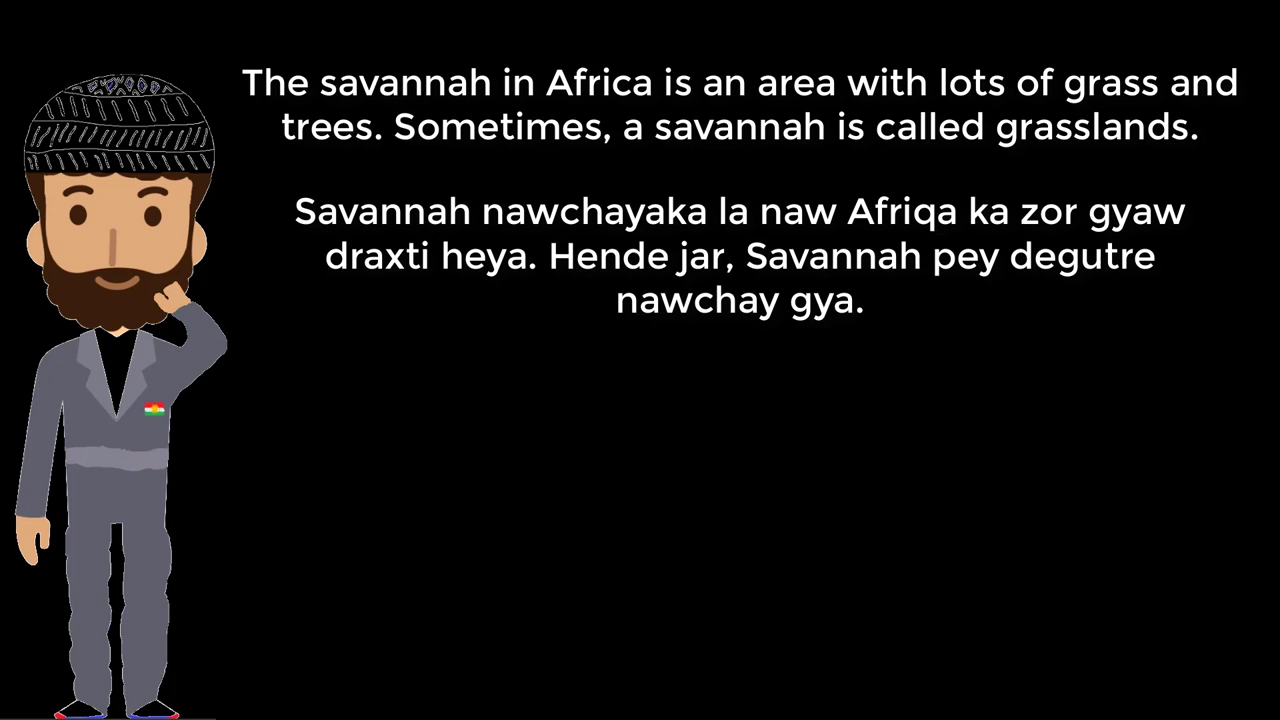 The savannah in Africa is an area with lots of grass and
trees. Sometimes, a savannah is called grasslands.
Savannah nawchayaka la naw Afriqa ka zor gyaw
draxti heya. Hende jar, Savannah pey degutre
nawchay gya.